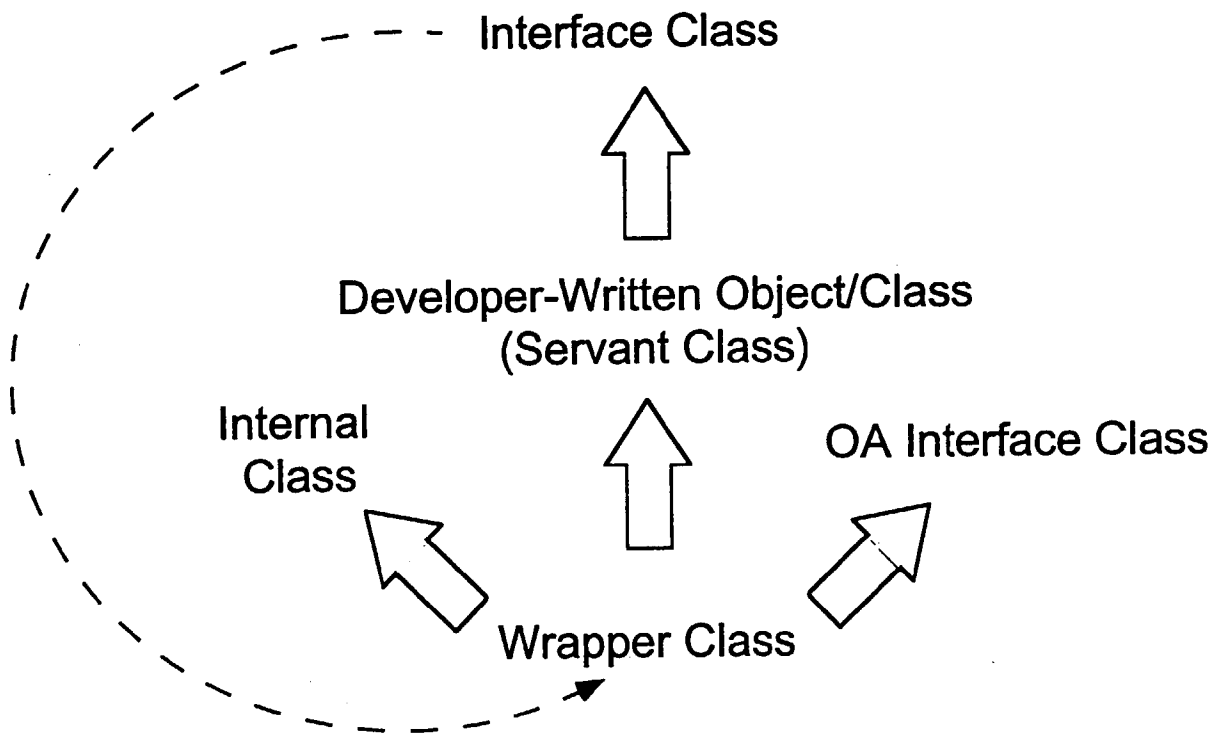 Interface Class
Developer-Written Object/Class
(Servant Class)
Internal
Class
OA Interface Class
Wrapper Class